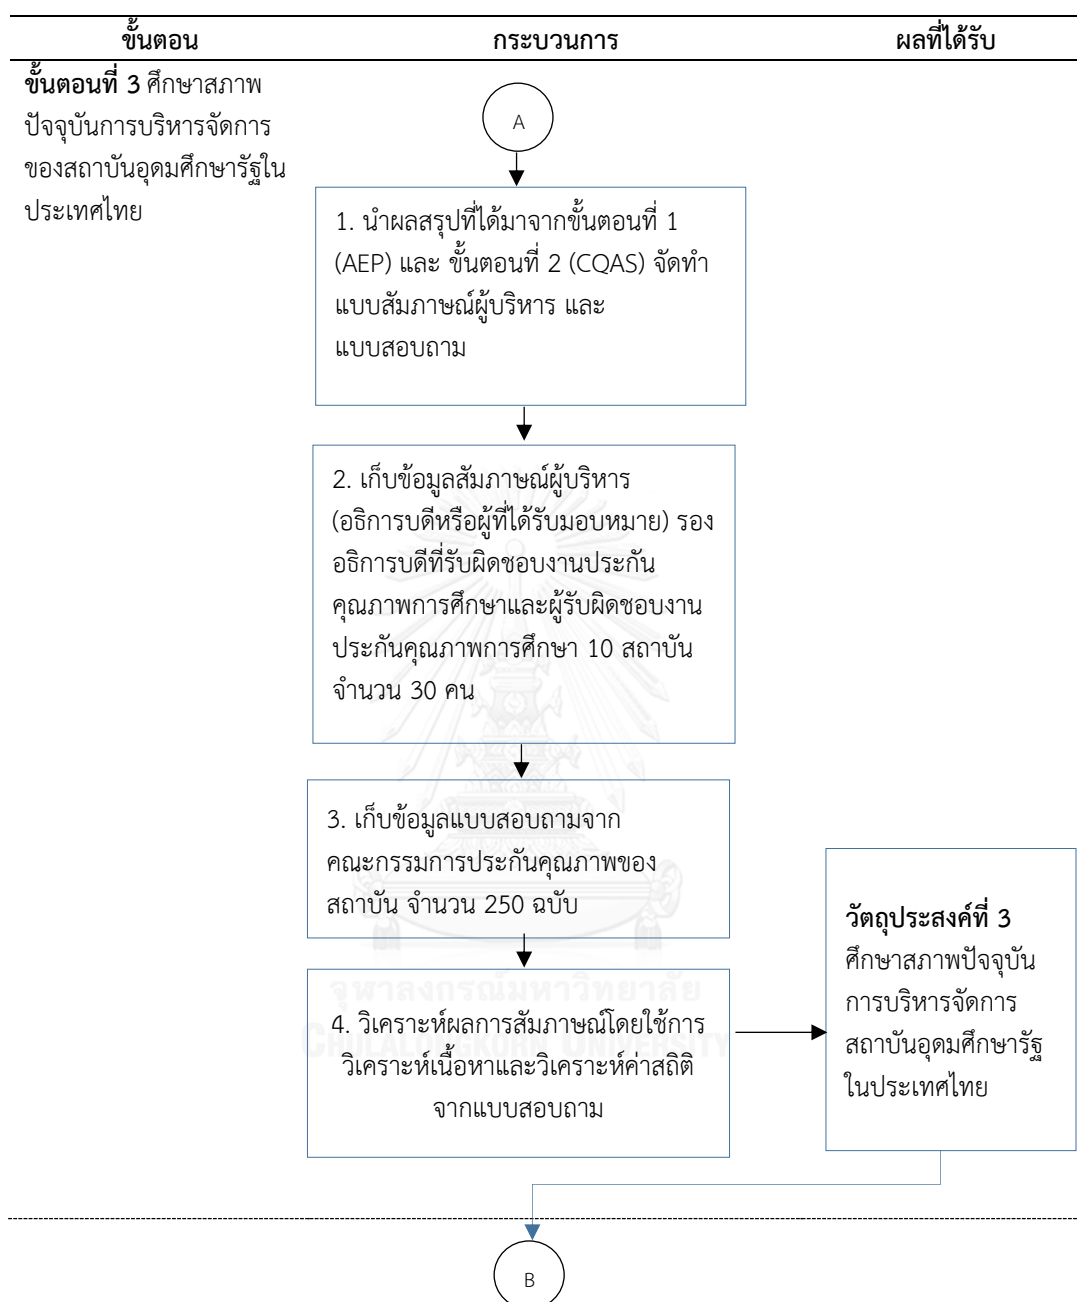 ขั้นตอน กระบวนการ ผลที่ได้รับ
ขั้นตอนที่ 3 ศึกษาสภาพ
ปัจจุบันการบริหารจัดการ
ของสถาบันอุดมศึกษารัฐใน
ประเทศไทย
A
1. นำผลสรุปที่ได้มาจากขั้นตอนที่ 1
(AEP) และ ขั้นตอนที่ 2 (CQAS) จัดทำ
แบบสัมภาษณ์ผู้บริหาร และ
แบบสอบถาม
2. เก็บข้อมูลสัมภาษณ์ผู้บริหาร
(อธิการบดีหรือผู้ที่ได้รับมอบหมาย) รอง
อธิการบดีที่รับผิดชอบงานประกัน
คุณภาพการศึกษาและผู้รับผิดชอบงาน
ประกันคุณภาพการศึกษา 10 สถาบัน
จำนวน 30 คน
3. เก็บข้อมูลแบบสอบถามจาก
คณะกรรมการประกันคุณภาพของ
สถาบัน จำนวน 250 ฉบับ
จุฬาลงกรณ์มหาวิทยาลัย
CHULALONGKORN UNIVERSITY
4. วิเคราะห์ผลการสัมภาษณ์โดยใช้การ
วิเคราะห์เนื้อหาและวิเคราะห์ค่าสถิติ
จากแบบสอบถาม
วัตถุประสงค์ที่ 3
ศึกษาสภาพปัจจุบัน
การบริหารจัดการ
สถาบันอุดมศึกษารัฐ
ในประเทศไทย
B